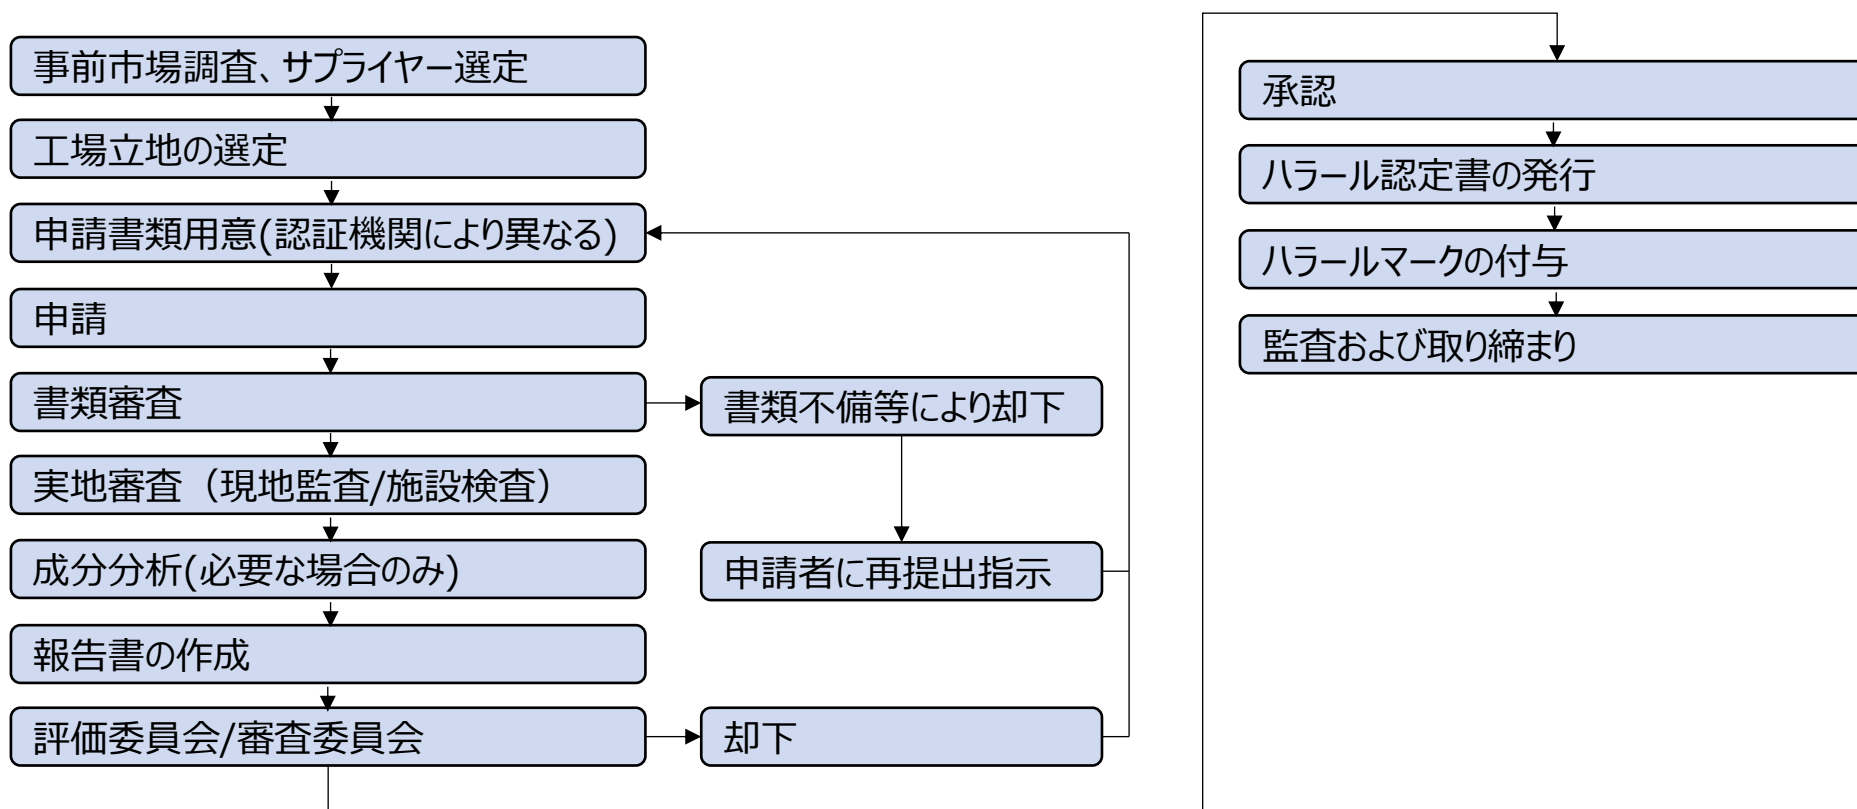 事前市場調査、サプライヤー選定
工場立地の選定
申請書類用意(認証機関により異なる)
申請
書類審査
書類不備等により却下
実地審査（現地監査/施設検査）
成分分析(必要な場合のみ)
申請者に再提出指示
報告書の作成
評価委員会/審査委員会
却下
承認
ハラール認定書の発行
ハラールマークの付与
監査および取り締まり